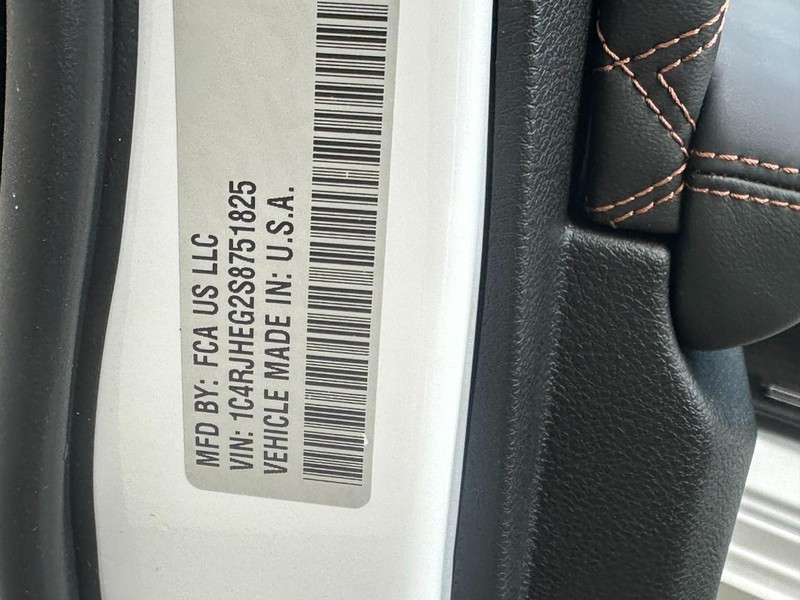 MFD BY: FCA US LLC
VIN: 1C4RJHEG2S8751825
VEHICLE MADE IN: U.S.A.